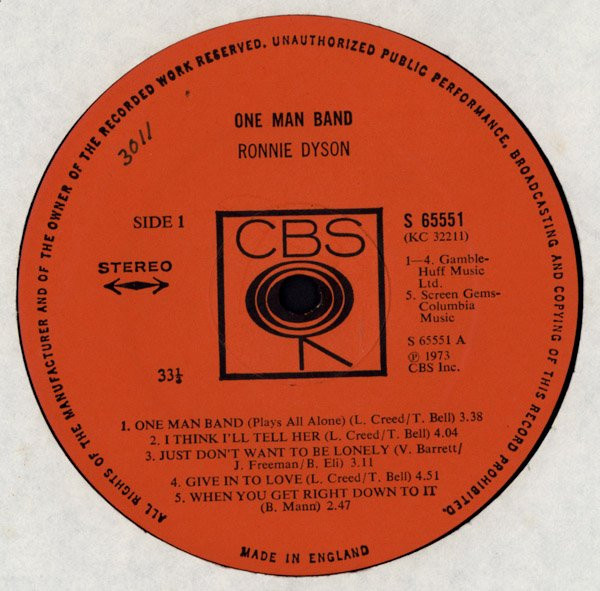 ALL RIGHTS OF THE MANUFACTURER AND OF THE OWNER OF THE RECORDED WORK RESERVED. UNAUTHORIZED PUBLIC PERFORMANCE, BROADCASTING AND COPYING OF THIS RECORD PROHIBITED.
3011
ONE MAN BAND
RONNIE DYSON
SIDE 1
STEREO
33⅓
CBS
S 65551
(KC 32211)
1—4. Gamble-
Huff Music
Ltd.
5. Screen Gems-
Columbia
Music
S 65551 A
Ⓟ 1973
CBS Inc.
1. ONE MAN BAND (Plays All Alone) (L. Creed/T. Bell) 3.38
2. I THINK I'LL TELL HER (L. Creed/T. Bell) 4.04
3. JUST DON'T WANT TO BE LONELY (V. Barrett/
J. Freeman/B. Eli) 3.11
4. GIVE IN TO LOVE (L. Creed/T. Bell) 4.51
5. WHEN YOU GET RIGHT DOWN TO IT
(B. Mann) 2.47
MADE IN ENGLAND